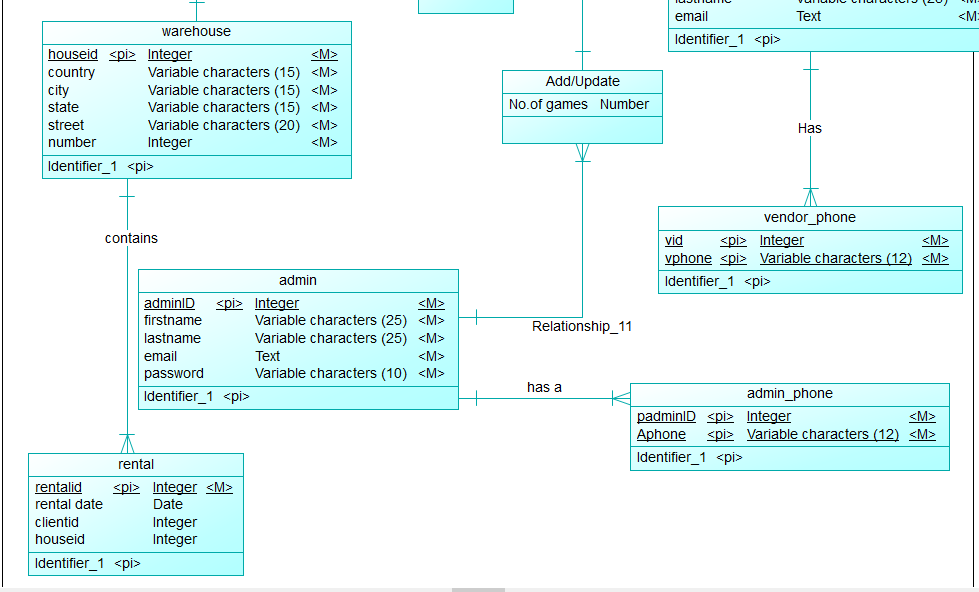 warehouse
houseid <pi> Integer <M>
country Variable characters (15) <M>
city Variable characters (15) <M>
state Variable characters (15) <M>
street Variable characters (20) <M>
number Integer <M>
Identifier_1 <pi>
email Text <M
Identifier_1 <pi>
Add/Update
No.of games Number
Has
vendor_phone
vid <pi> Integer <M>
vphone <pi> Variable characters (12) <M>
Identifier_1 <pi>
contains
admin
adminID <pi> Integer <M>
firstname Variable characters (25) <M>
lastname Variable characters (25) <M>
email Text <M>
password Variable characters (10) <M>
Identifier_1 <pi>
Relationship_11
has a
admin_phone
padminID <pi> Integer <M>
Aphone <pi> Variable characters (12) <M>
Identifier_1 <pi>
rental
rentalid <pi> Integer <M>
rental date Date
clientid Integer
houseid Integer
Identifier_1 <pi>